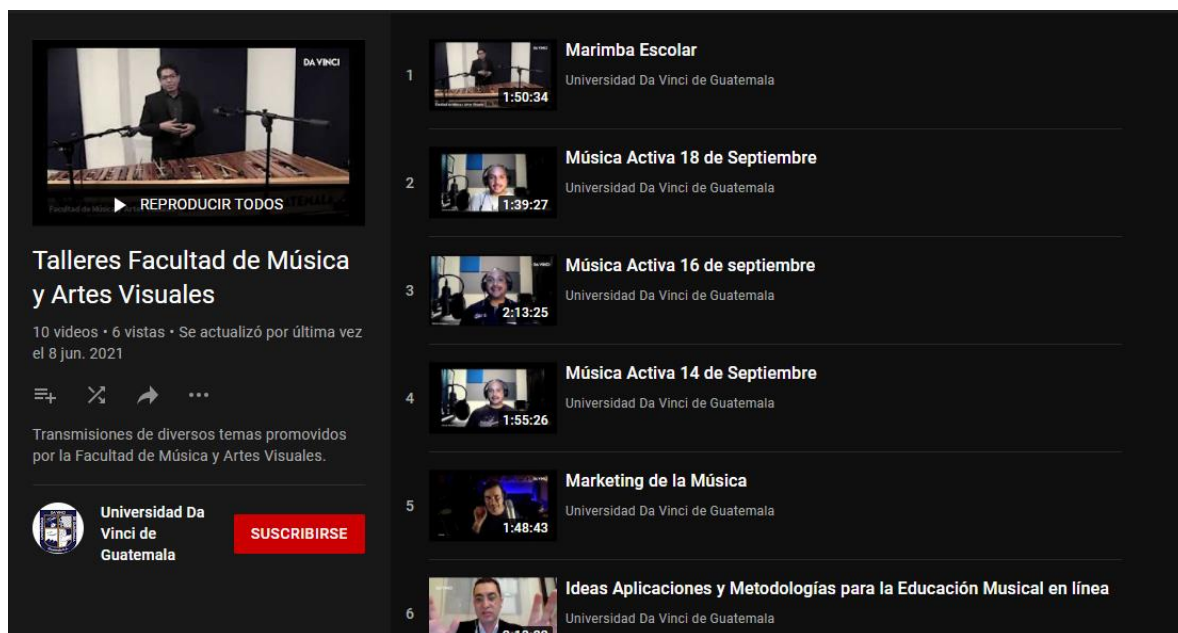 DA VINCI
REPRODUCIR TODOS
Talleres Facultad de Música
y Artes Visuales
10 videos • 6 vistas • Se actualizó por última vez
el 8 jun. 2021
Transmisiones de diversos temas promovidos
por la Facultad de Música y Artes Visuales.
Universidad Da
Vinci de
Guatemala
SUSCRIBIRSE
1
1:50:34
Marimba Escolar
Universidad Da Vinci de Guatemala
2
1:39:27
Música Activa 18 de Septiembre
Universidad Da Vinci de Guatemala
3
2:13:25
Música Activa 16 de septiembre
Universidad Da Vinci de Guatemala
4
1:55:26
Música Activa 14 de Septiembre
Universidad Da Vinci de Guatemala
5
1:48:43
Marketing de la Música
Universidad Da Vinci de Guatemala
6
Ideas Aplicaciones y Metodologías para la Educación Musical en línea
Universidad Da Vinci de Guatemala